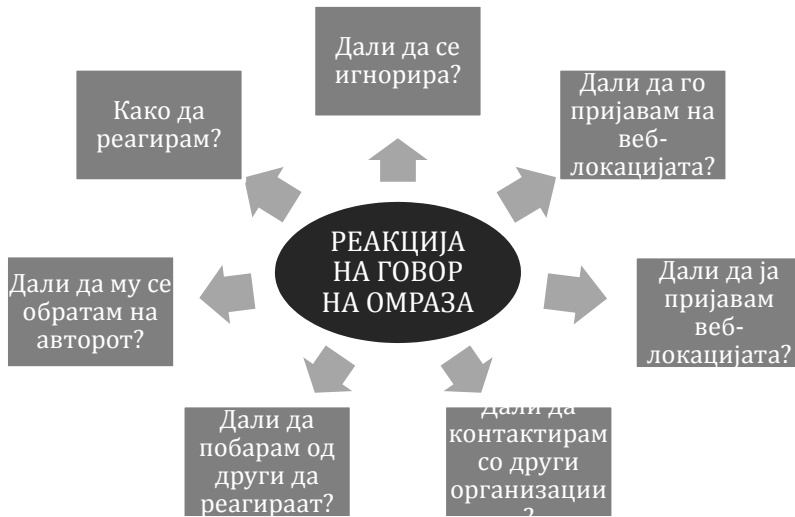 Дали да се
игнорира?
Дали да го
пријавам на
веб-
локацијата?
Дали да ја
пријавам
веб-
локацијата?
Дали да
контактирам
со други
организации
?
Дали да
побарам од
други да
реагираат?
Дали да му се
обратам на
авторот?
Како да
реагирам?
РЕАКЦИЈА
НА ГОВОР
НА ОМРАЗА